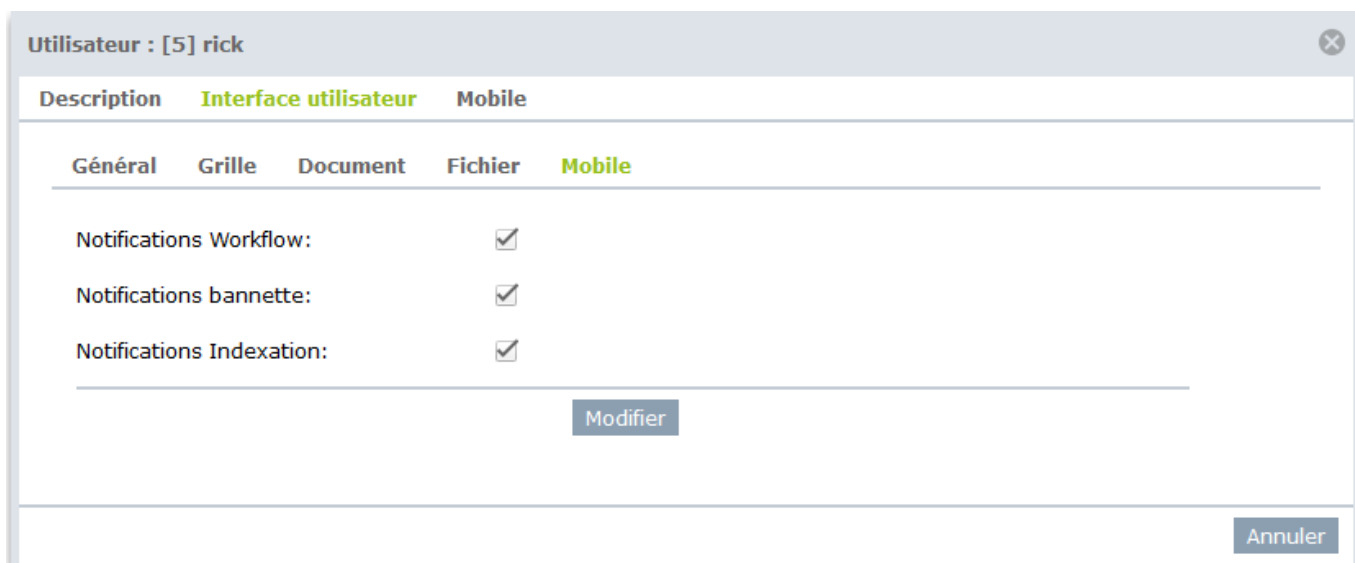 Utilisateur : [5] rick
Description Interface utilisateur Mobile
Général Grille Document Fichier Mobile
Notifications Workflow:
Notifications bannette:
Notifications Indexation:
Modifier
Annuler